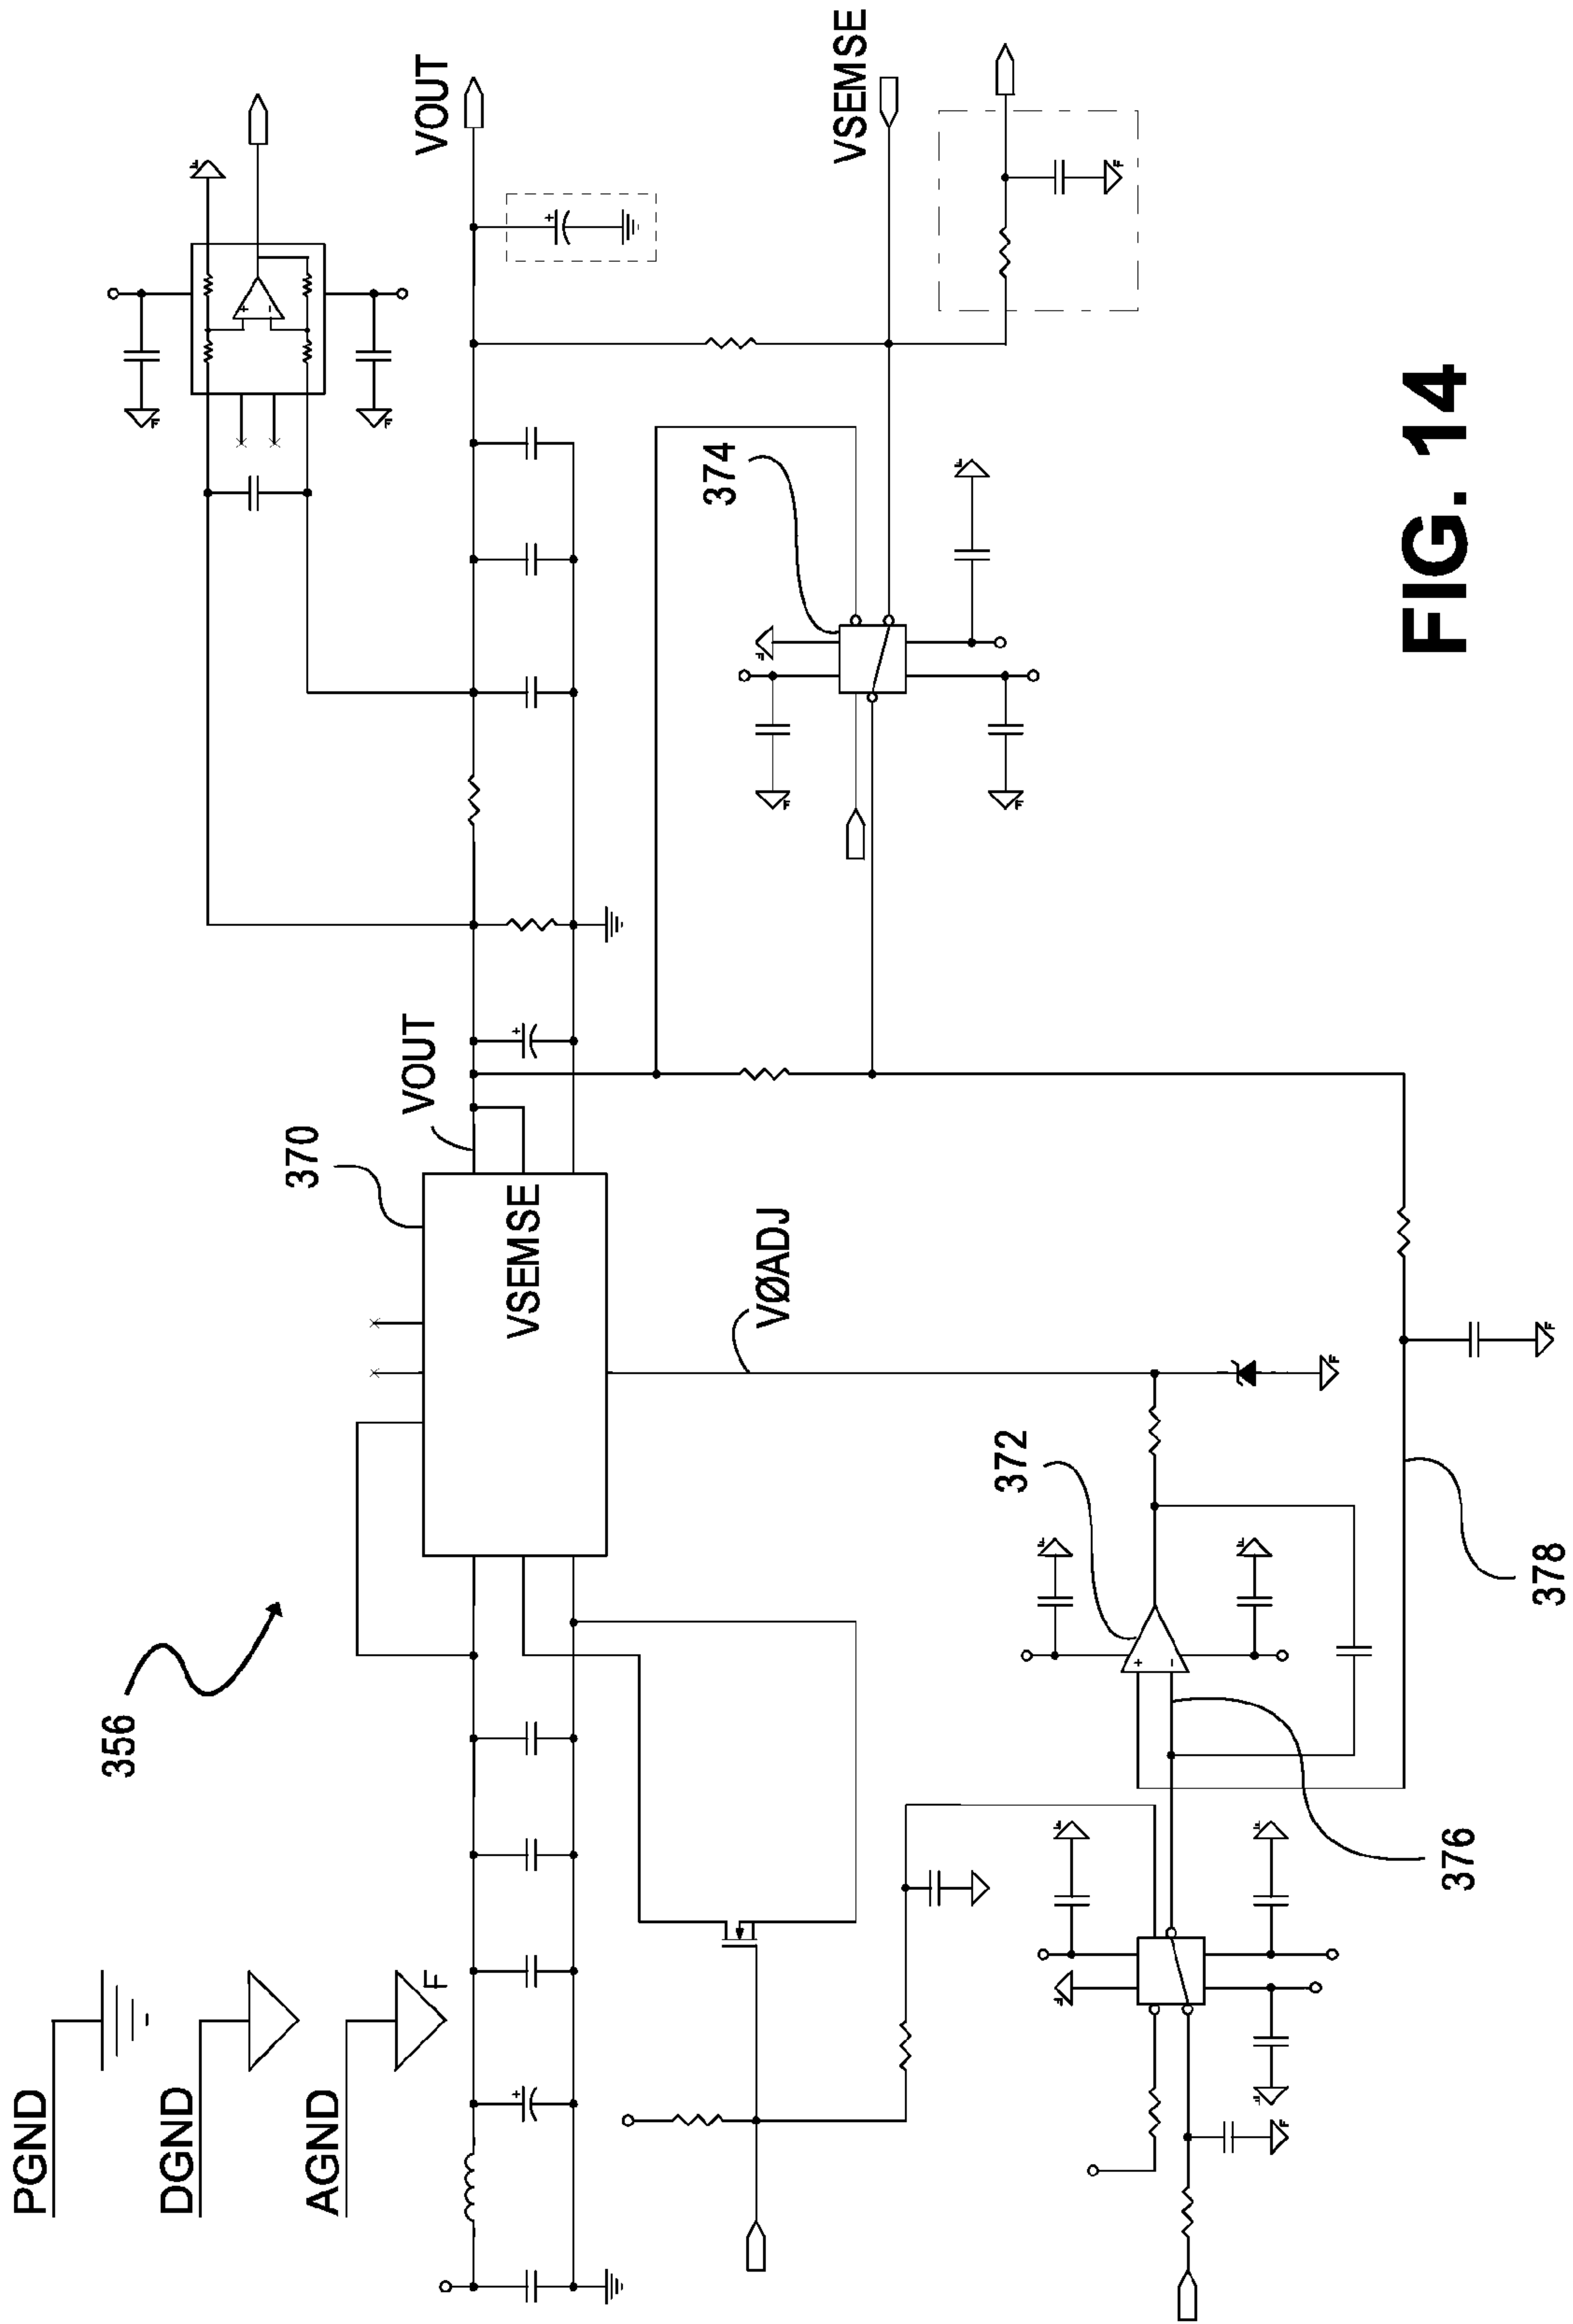 PGND
DGND
AGND
F
356
370
VOUT
VOUT
VSEMSE
VSEMSE
374
VØADJ
372
376
378
FIG. 14